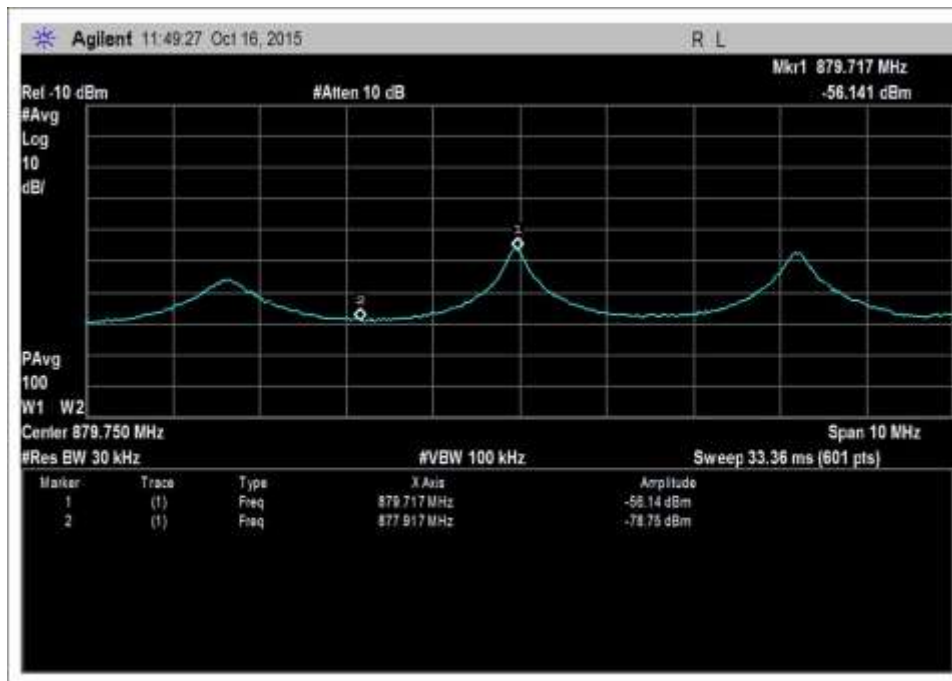 Agilent 11:49:27 Oct 16, 2015 R L
Mkr1 879.717 MHz
Ref -10 dBm #Atten 10 dB -56.141 dBm
#Avg
Log
10
dB/
1
2
PAvg
100
W1 W2
Center 879.750 MHz Span 10 MHz
#Res BW 30 kHz #VBW 100 kHz Sweep 33.36 ms (601 pts)
Marker Trace Type X Axis Amplitude
1 (1) Freq 879.717 MHz -56.14 dBm
2 (1) Freq 877.917 MHz -78.75 dBm